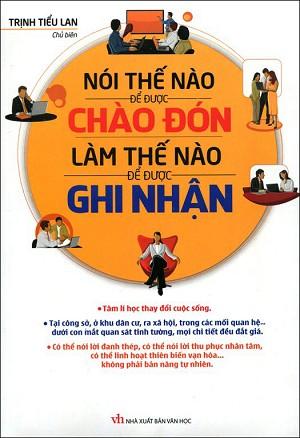 TRỊNH TIỂU LAN
Chủ biên
NÓI THẾ NÀO
ĐỂ ĐƯỢC
CHÀO ĐÓN
LÀM THẾ NÀO
ĐỂ ĐƯỢC
GHI NHẬN
• Tâm lí học thay đổi cuộc sống.
• Tại công sở, ở khu dân cư, ra xã hội, trong các mối quan hệ...
dưới con mắt quan sát tinh tường, mọi chi tiết đều đắt giá.
• Có thể nói lời đanh thép, có thể nói lời thu phục nhân tâm,
có thể linh hoạt thiên biến vạn hóa...
không phải bản năng tự nhiên.
vh NHÀ XUẤT BẢN VĂN HỌC